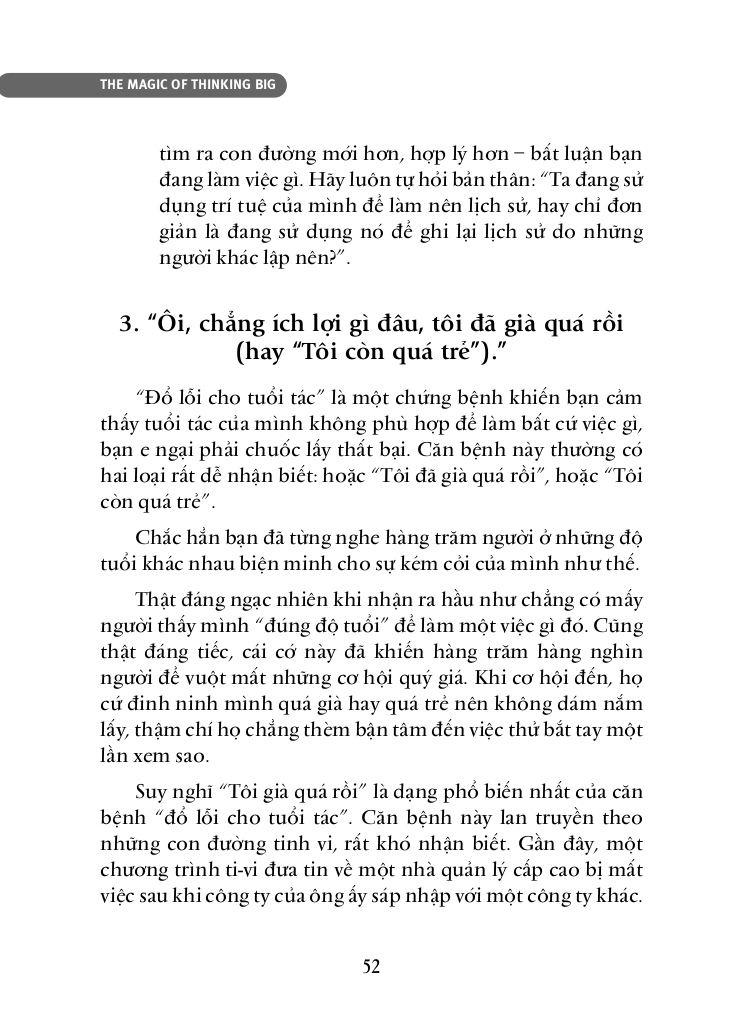 THE MAGIC OF THINKING BIG
tìm ra con đường mới hơn, hợp lý hơn – bất luận bạn
đang làm việc gì. Hãy luôn tự hỏi bản thân: “Ta đang sử
dụng trí tuệ của mình để làm nên lịch sử, hay chỉ đơn
giản là đang sử dụng nó để ghi lại lịch sử do những
người khác lập nên?”.
3. “Ôi, chẳng ích lợi gì đâu, tôi đã già quá rồi
(hay “Tôi còn quá trẻ”).”
“Đổ lỗi cho tuổi tác” là một chứng bệnh khiến bạn cảm
thấy tuổi tác của mình không phù hợp để làm bất cứ việc gì,
bạn e ngại phải chuốc lấy thất bại. Căn bệnh này thường có
hai loại rất dễ nhận biết: hoặc “Tôi đã già quá rồi”, hoặc “Tôi
còn quá trẻ”.
Chắc hẳn bạn đã từng nghe hàng trăm người ở những độ
tuổi khác nhau biện minh cho sự kém cỏi của mình như thế.
Thật đáng ngạc nhiên khi nhận ra hầu như chẳng có mấy
người thấy mình “đúng độ tuổi” để làm một việc gì đó. Cũng
thật đáng tiếc, cái cớ này đã khiến hàng trăm hàng nghìn
người để vuột mất những cơ hội quý giá. Khi cơ hội đến, họ
cứ đinh ninh mình quá già hay quá trẻ nên không dám nắm
lấy, thậm chí họ chẳng thèm bận tâm đến việc thử bắt tay một
lần xem sao.
Suy nghĩ “Tôi già quá rồi” là dạng phổ biến nhất của căn
bệnh “đổ lỗi cho tuổi tác”. Căn bệnh này lan truyền theo
những con đường tinh vi, rất khó nhận biết. Gần đây, một
chương trình ti-vi đưa tin về một nhà quản lý cấp cao bị mất
việc sau khi công ty của ông ấy sáp nhập với một công ty khác.
52